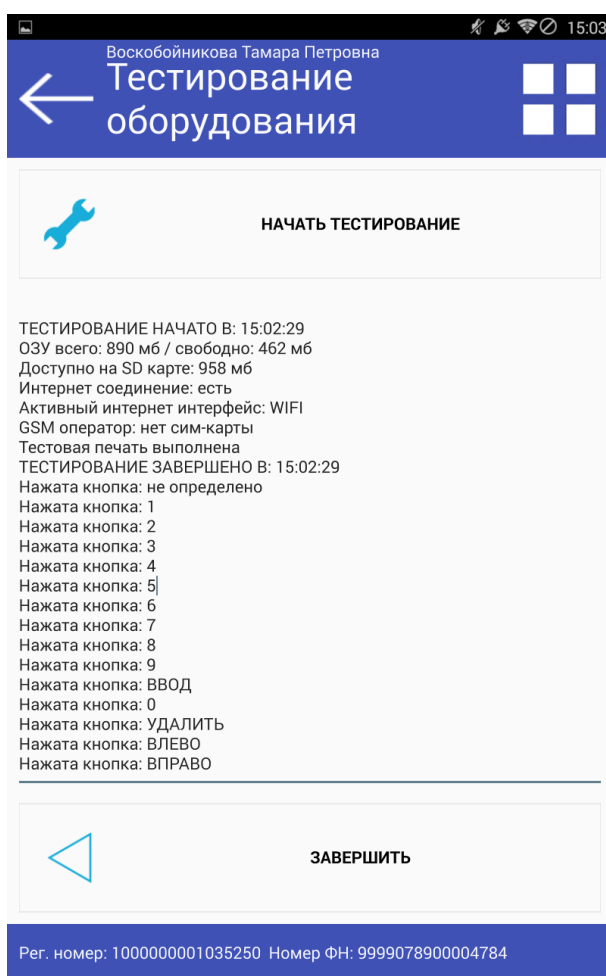 15:03
Воскобойникова Тамара Петровна
Тестирование
оборудования
НАЧАТЬ ТЕСТИРОВАНИЕ
ТЕСТИРОВАНИЕ НАЧАТО В: 15:02:29
ОЗУ всего: 890 мб / свободно: 462 мб
Доступно на SD карте: 958 мб
Интернет соединение: есть
Активный интернет интерфейс: WIFI
GSM оператор: нет сим-карты
Тестовая печать выполнена
ТЕСТИРОВАНИЕ ЗАВЕРШЕНО В: 15:02:29
Нажата кнопка: не определено
Нажата кнопка: 1
Нажата кнопка: 2
Нажата кнопка: 3
Нажата кнопка: 4
Нажата кнопка: 5
Нажата кнопка: 6
Нажата кнопка: 7
Нажата кнопка: 8
Нажата кнопка: 9
Нажата кнопка: ВВОД
Нажата кнопка: 0
Нажата кнопка: УДАЛИТЬ
Нажата кнопка: ВЛЕВО
Нажата кнопка: ВПРАВО
ЗАВЕРШИТЬ
Рег. номер: 1000000001035250 Номер ФН: 9999078900004784